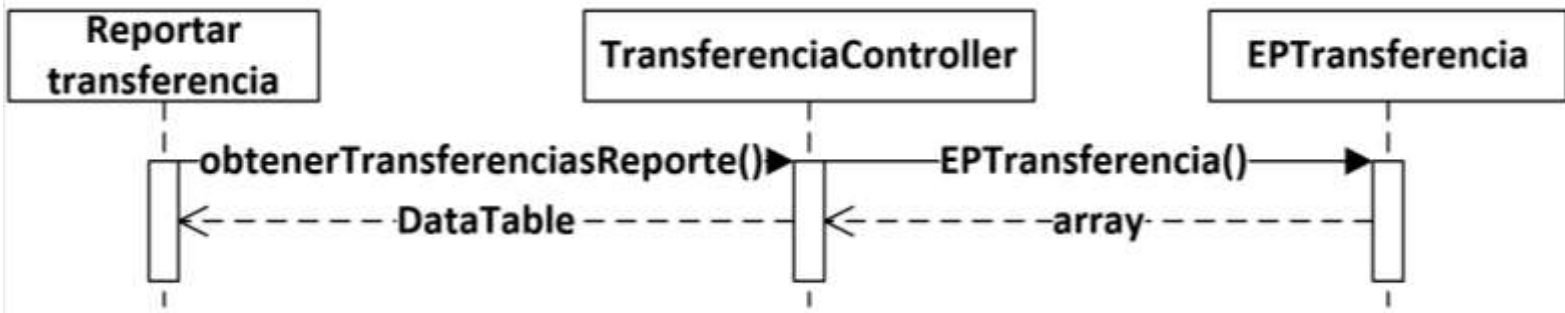 Reportar
transferencia
TransferenciaController
EPTransferencia
obtenerTransferenciasReporte()
EPTransferencia()
DataTable
array